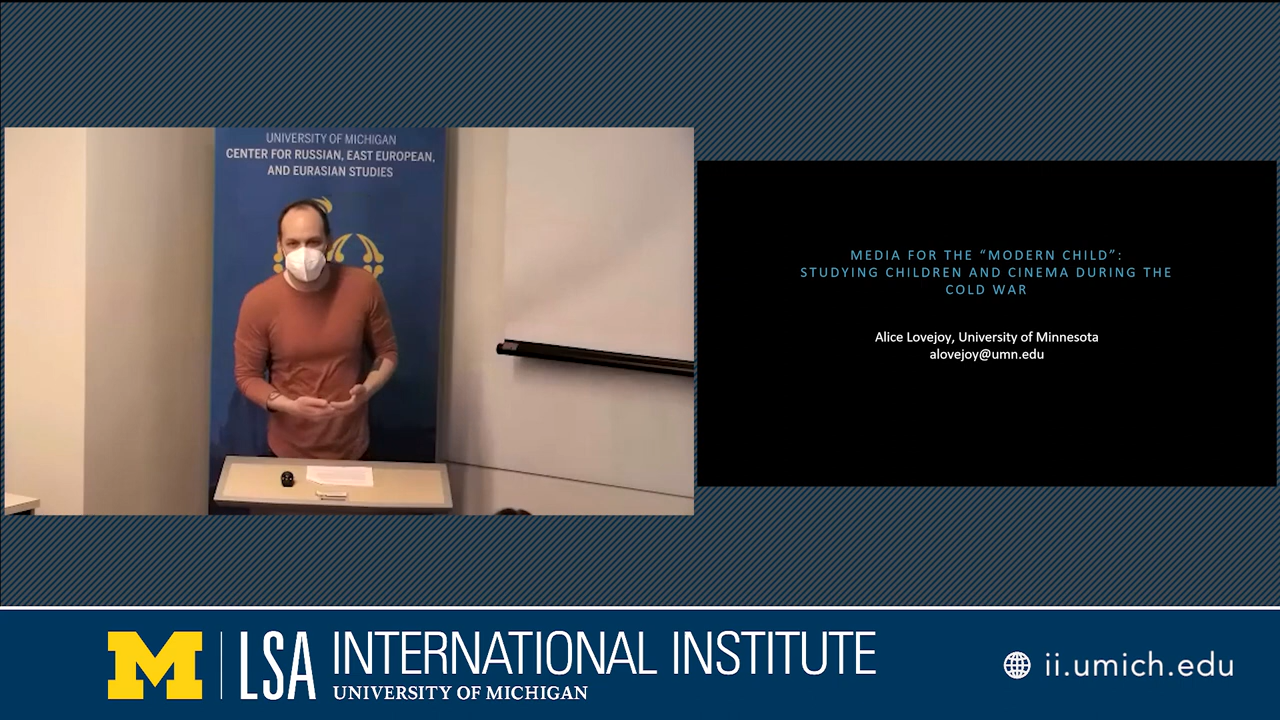 UNIVERSITY OF MICHIGAN
CENTER FOR RUSSIAN, EAST EUROPEAN,
AND EURASIAN STUDIES
MEDIA FOR THE “MODERN CHILD”:
STUDYING CHILDREN AND CINEMA DURING THE
COLD WAR
Alice Lovejoy, University of Minnesota
alovejoy@umn.edu
M
LSA
INTERNATIONAL INSTITUTE
UNIVERSITY OF MICHIGAN
ii.umich.edu